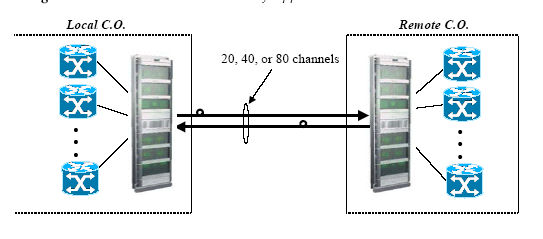 Local C.O.
Remote C.O.
20, 40, or 80 channels